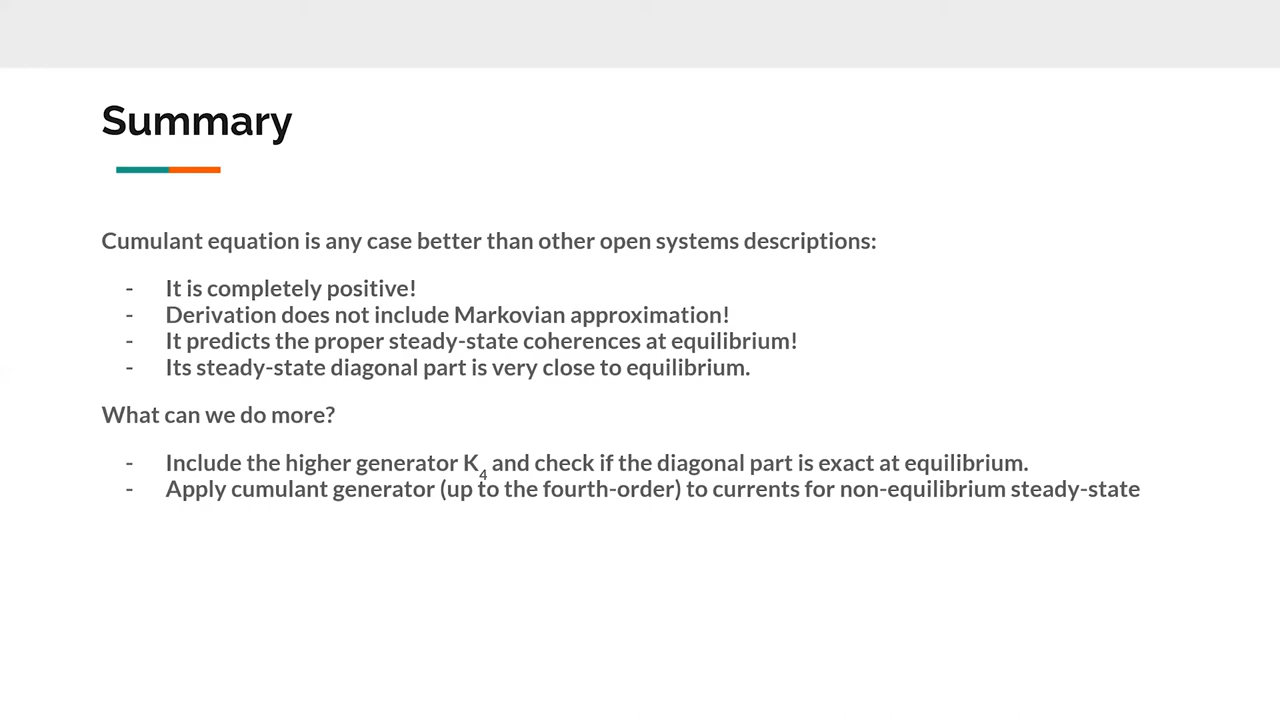 Summary
Cumulant equation is any case better than other open systems descriptions:
- It is completely positive!
- Derivation does not include Markovian approximation!
- It predicts the proper steady-state coherences at equilibrium!
- Its steady-state diagonal part is very close to equilibrium.
What can we do more?
- Include the higher generator K₄ and check if the diagonal part is exact at equilibrium.
- Apply cumulant generator (up to the fourth-order) to currents for non-equilibrium steady-state